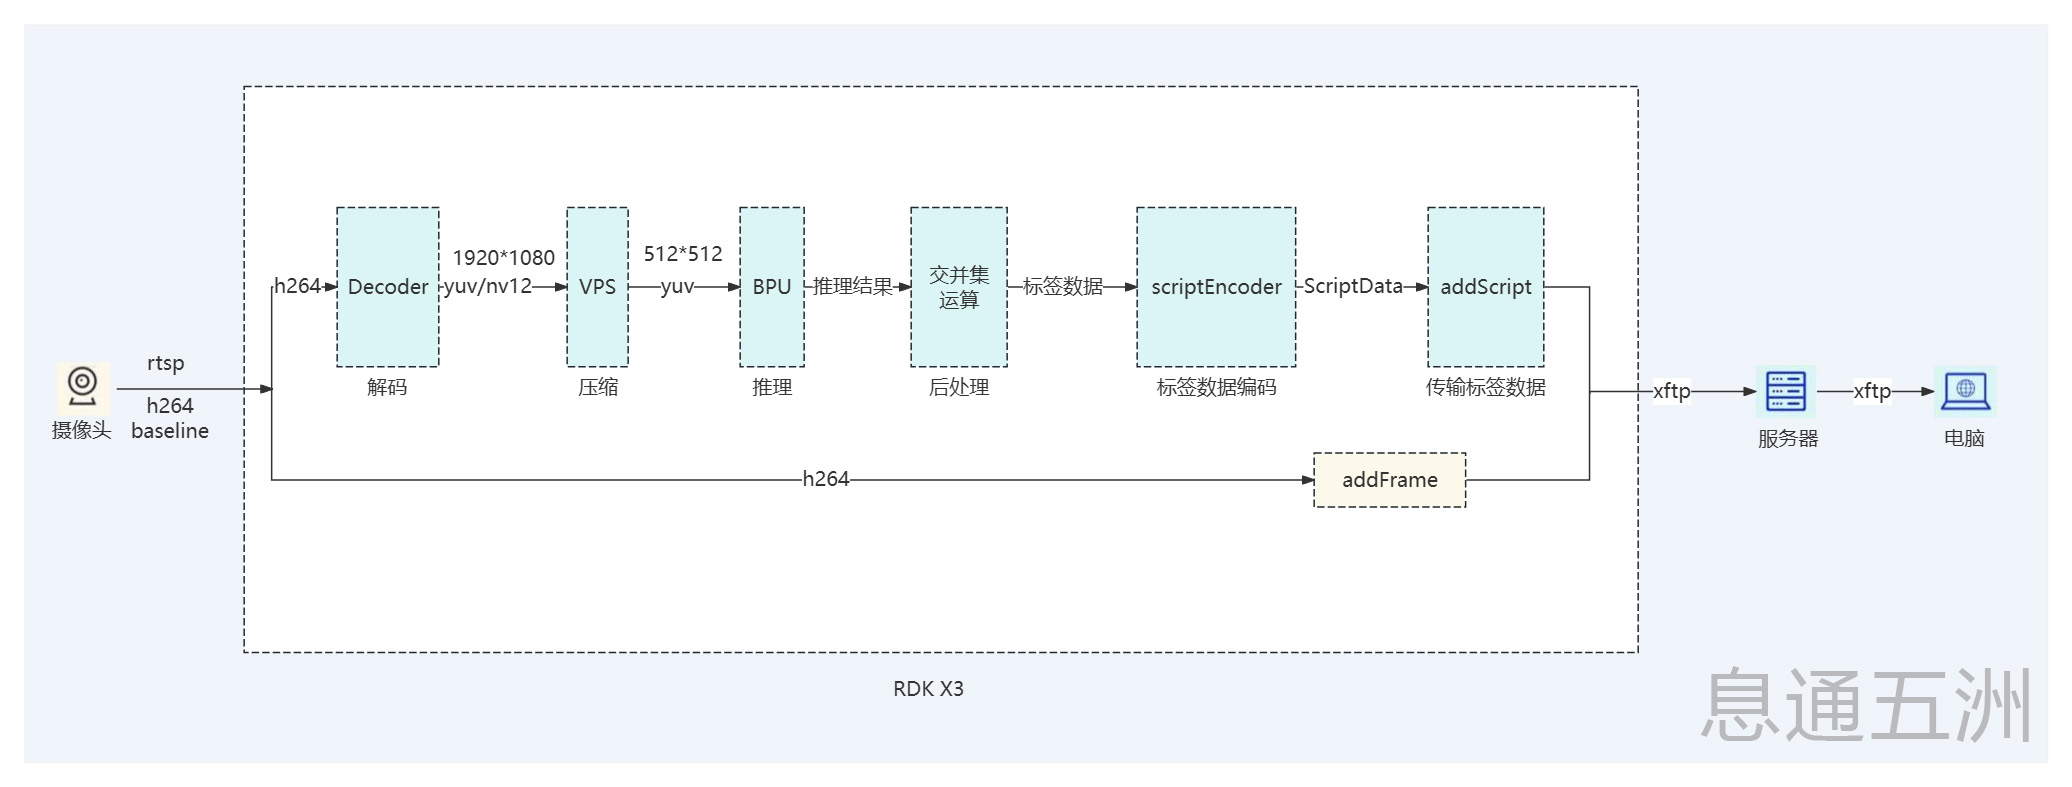 1920*1080
512*512
h264
Decoder
yuv/nv12
VPS
yuv
BPU
推理结果
交并集
运算
标签数据
scriptEncoder
ScriptData
addScript
rtsp
h264
baseline
摄像头
解码
压缩
推理
后处理
标签数据编码
传输标签数据
xftp
xftp
服务器
电脑
h264
addFrame
RDK X3
息通五洲